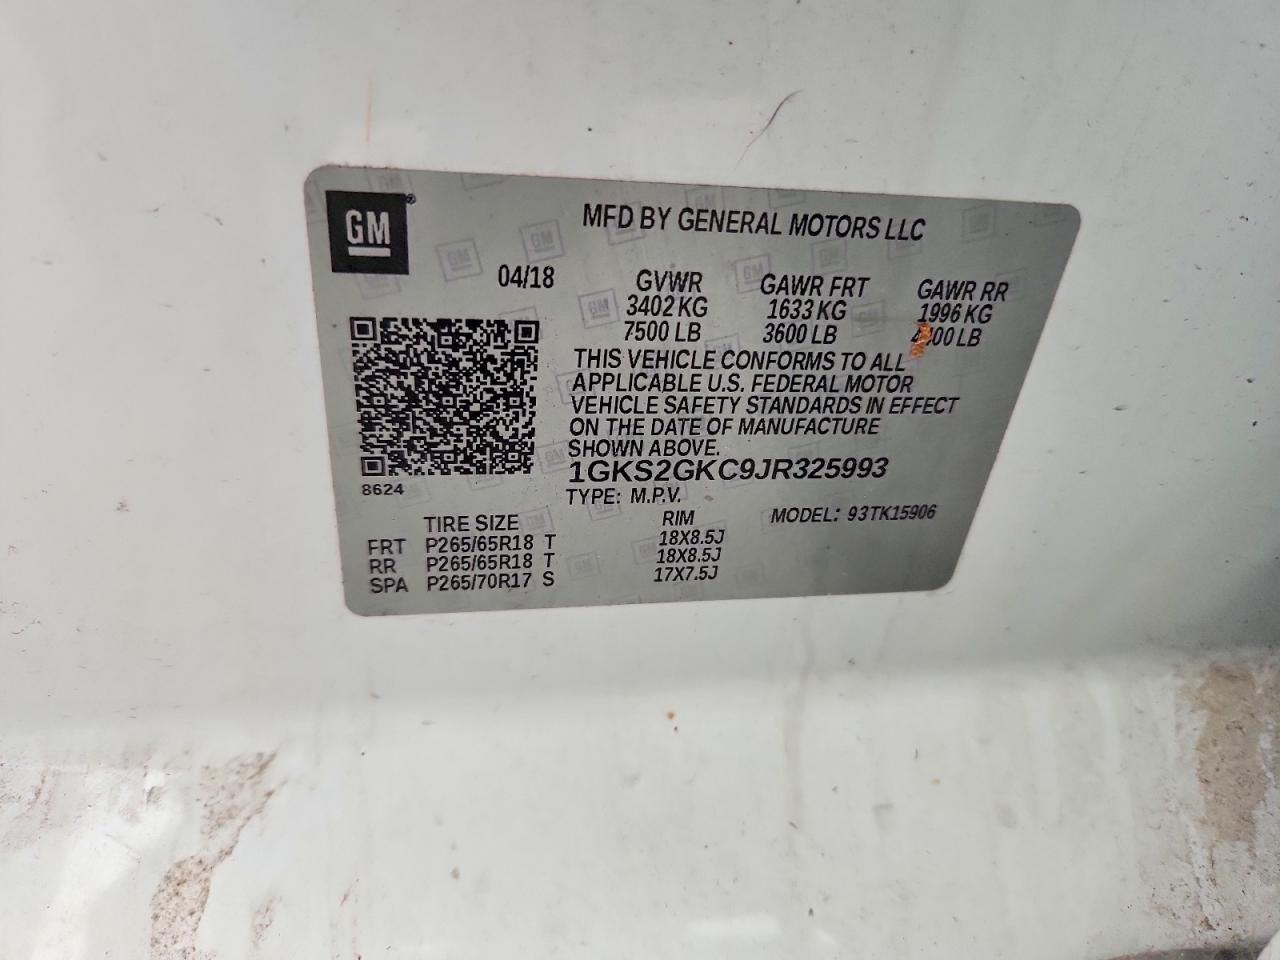 GM
MFD BY GENERAL MOTORS LLC
04/18
GVWR GAWR FRT GAWR RR
3402 KG 1633 KG 1996 KG
7500 LB 3600 LB 00 LB
THIS VEHICLE CONFORMS TO ALL
APPLICABLE U.S. FEDERAL MOTOR
VEHICLE SAFETY STANDARDS IN EFFECT
ON THE DATE OF MANUFACTURE
SHOWN ABOVE.
1GKS2GKC9JR325993
8624
TYPE: M.P.V.
TIRE SIZE RIM MODEL: 93TK15906
FRT P265/65R18 T 18X8.5J
RR P265/65R18 T 18X8.5J
SPA P265/70R17 S 17X7.5J